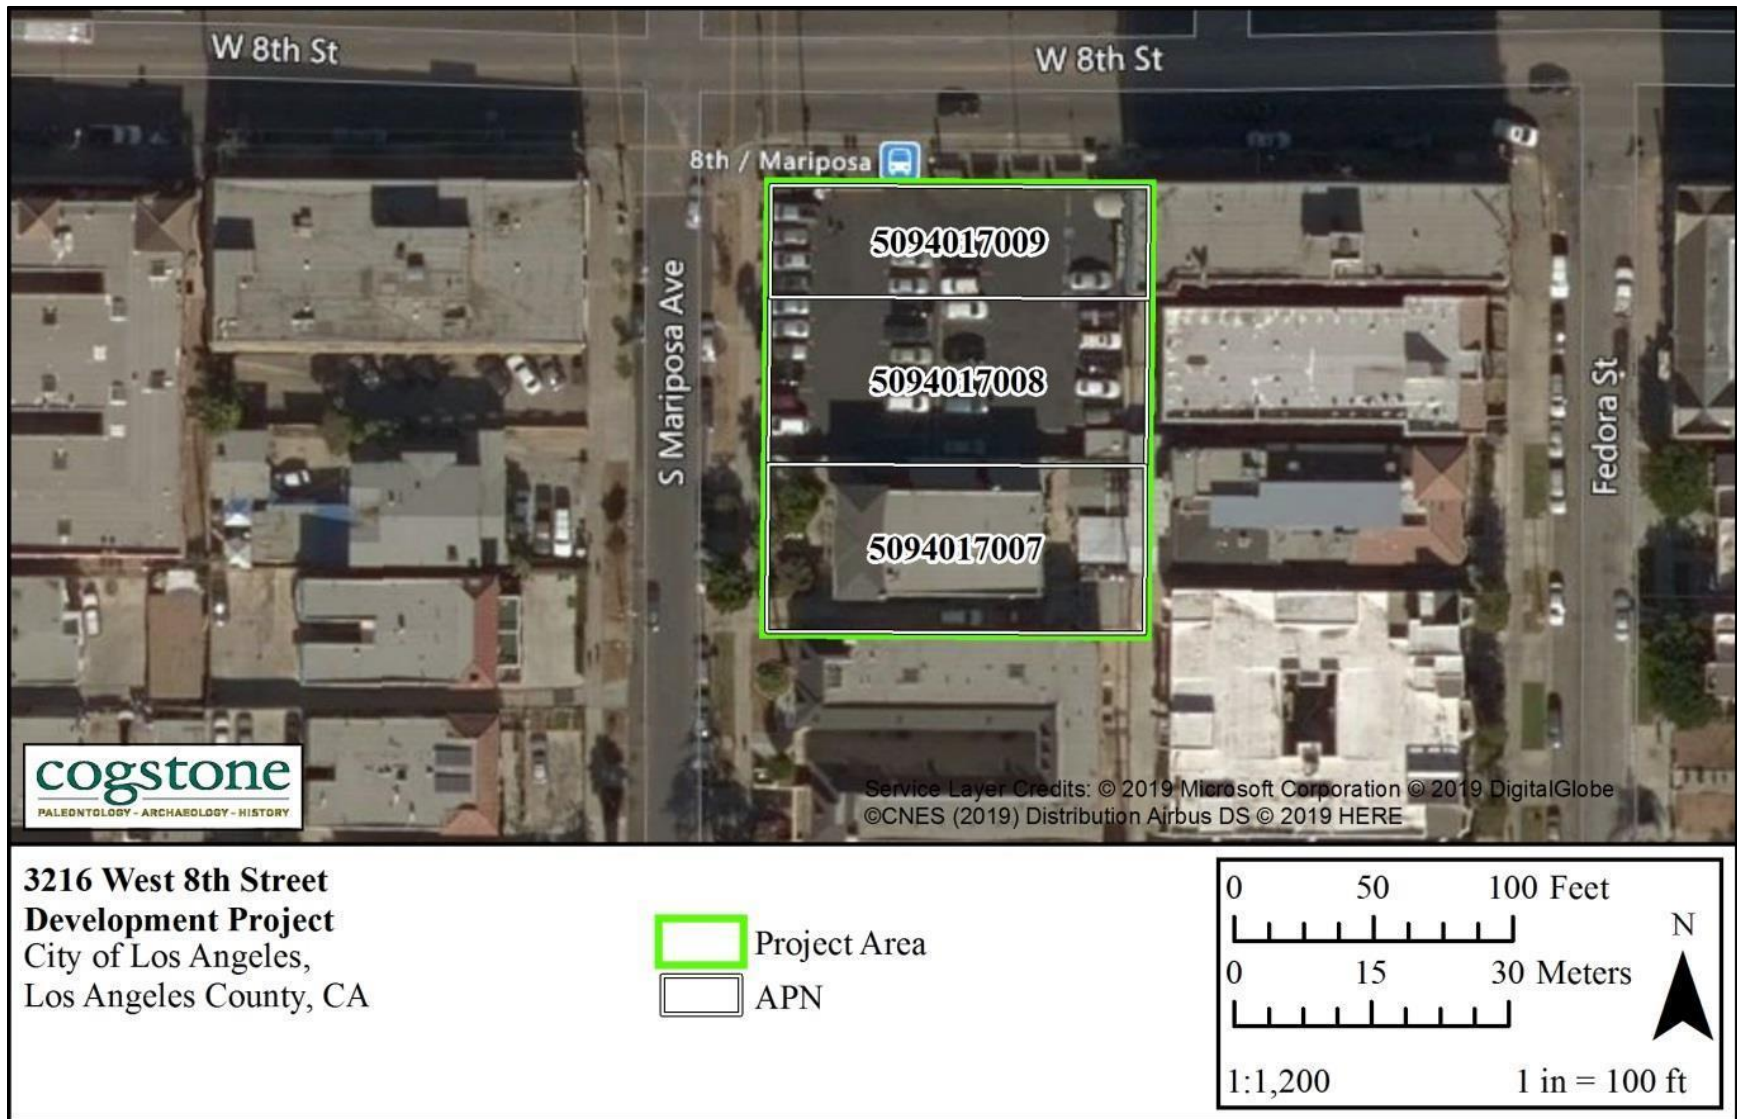 W 8th St
W 8th St
8th / Mariposa
5094017009
S Mariposa Ave
5094017008
Fedora St
5094017007
cogstone
PALEONTOLOGY - ARCHAEOLOGY - HISTORY
Service Layer Credits: © 2019 Microsoft Corporation © 2019 DigitalGlobe
©CNES (2019) Distribution Airbus DS © 2019 HERE
3216 West 8th Street
Development Project
City of Los Angeles,
Los Angeles County, CA
Project Area
APN
0 50 100 Feet
N
0 15 30 Meters
1:1,200 1 in = 100 ft